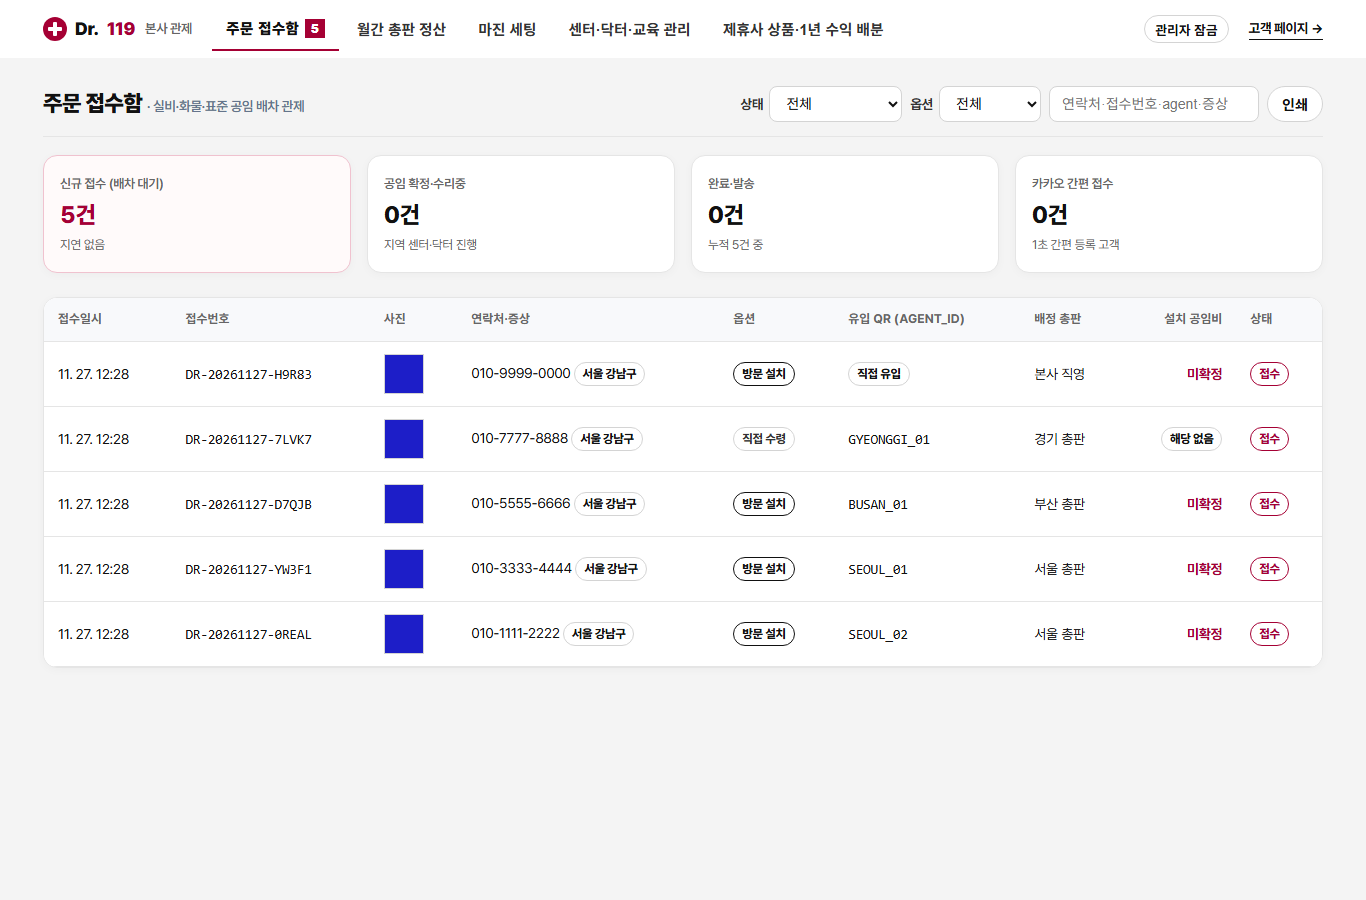 Dr. 119 본사 관제 주문 접수함 5 월간 총판 정산 마진 세팅 센터·닥터·교육 관리 제휴사 상품·1년 수익 배분 관리자 잠금 고객 페이지 →
주문 접수함 · 실비·화물·표준 공임 배차 관제 상태 전체 옵션 전체 연락처·접수번호·agent·증상 인쇄
신규 접수 (배차 대기) 공임 확정·수리중 완료·발송 카카오 간편 접수
5건 0건 0건 0건
지연 없음 지역 센터·닥터 진행 누적 5건 중 1초 간편 등록 고객
접수일시 접수번호 사진 연락처·증상 옵션 유입 QR (AGENT_ID) 배정 총판 설치 공임비 상태
11. 27. 12:28 DR-20261127-H9R83 010-9999-0000 서울 강남구 방문 설치 직접 유입 본사 직영 미확정 접수
11. 27. 12:28 DR-20261127-7LVK7 010-7777-8888 서울 강남구 직접 수령 GYEONGGI_01 경기 총판 해당 없음 접수
11. 27. 12:28 DR-20261127-D7QJB 010-5555-6666 서울 강남구 방문 설치 BUSAN_01 부산 총판 미확정 접수
11. 27. 12:28 DR-20261127-YW3F1 010-3333-4444 서울 강남구 방문 설치 SEOUL_01 서울 총판 미확정 접수
11. 27. 12:28 DR-20261127-0REAL 010-1111-2222 서울 강남구 방문 설치 SEOUL_02 서울 총판 미확정 접수